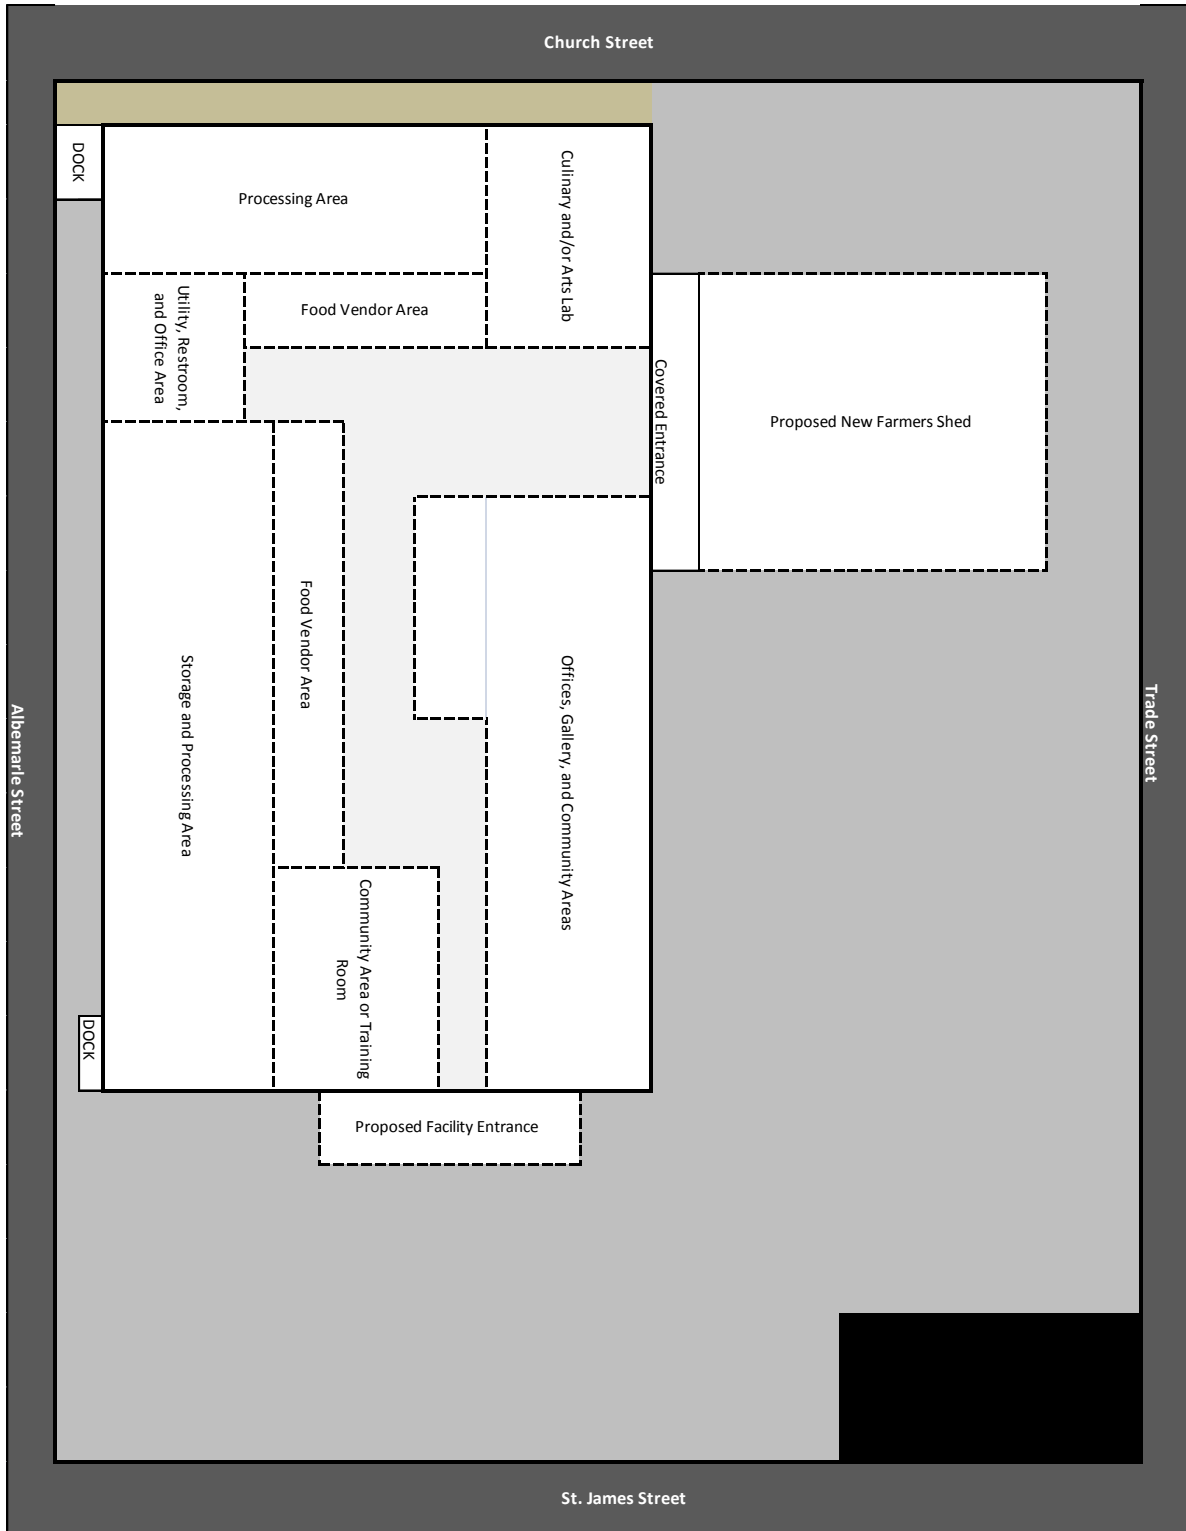 Church Street
DOCK
Processing Area
Culinary and/or Arts Lab
Utility, Restroom,
and Office Area
Food Vendor Area
Covered Entrance
Proposed New Farmers Shed
Food Vendor Area
Storage and Processing Area
Offices, Gallery, and Community Areas
Albemarle Street
Trade Street
Community Area or Training
Room
DOCK
Proposed Facility Entrance
St. James Street